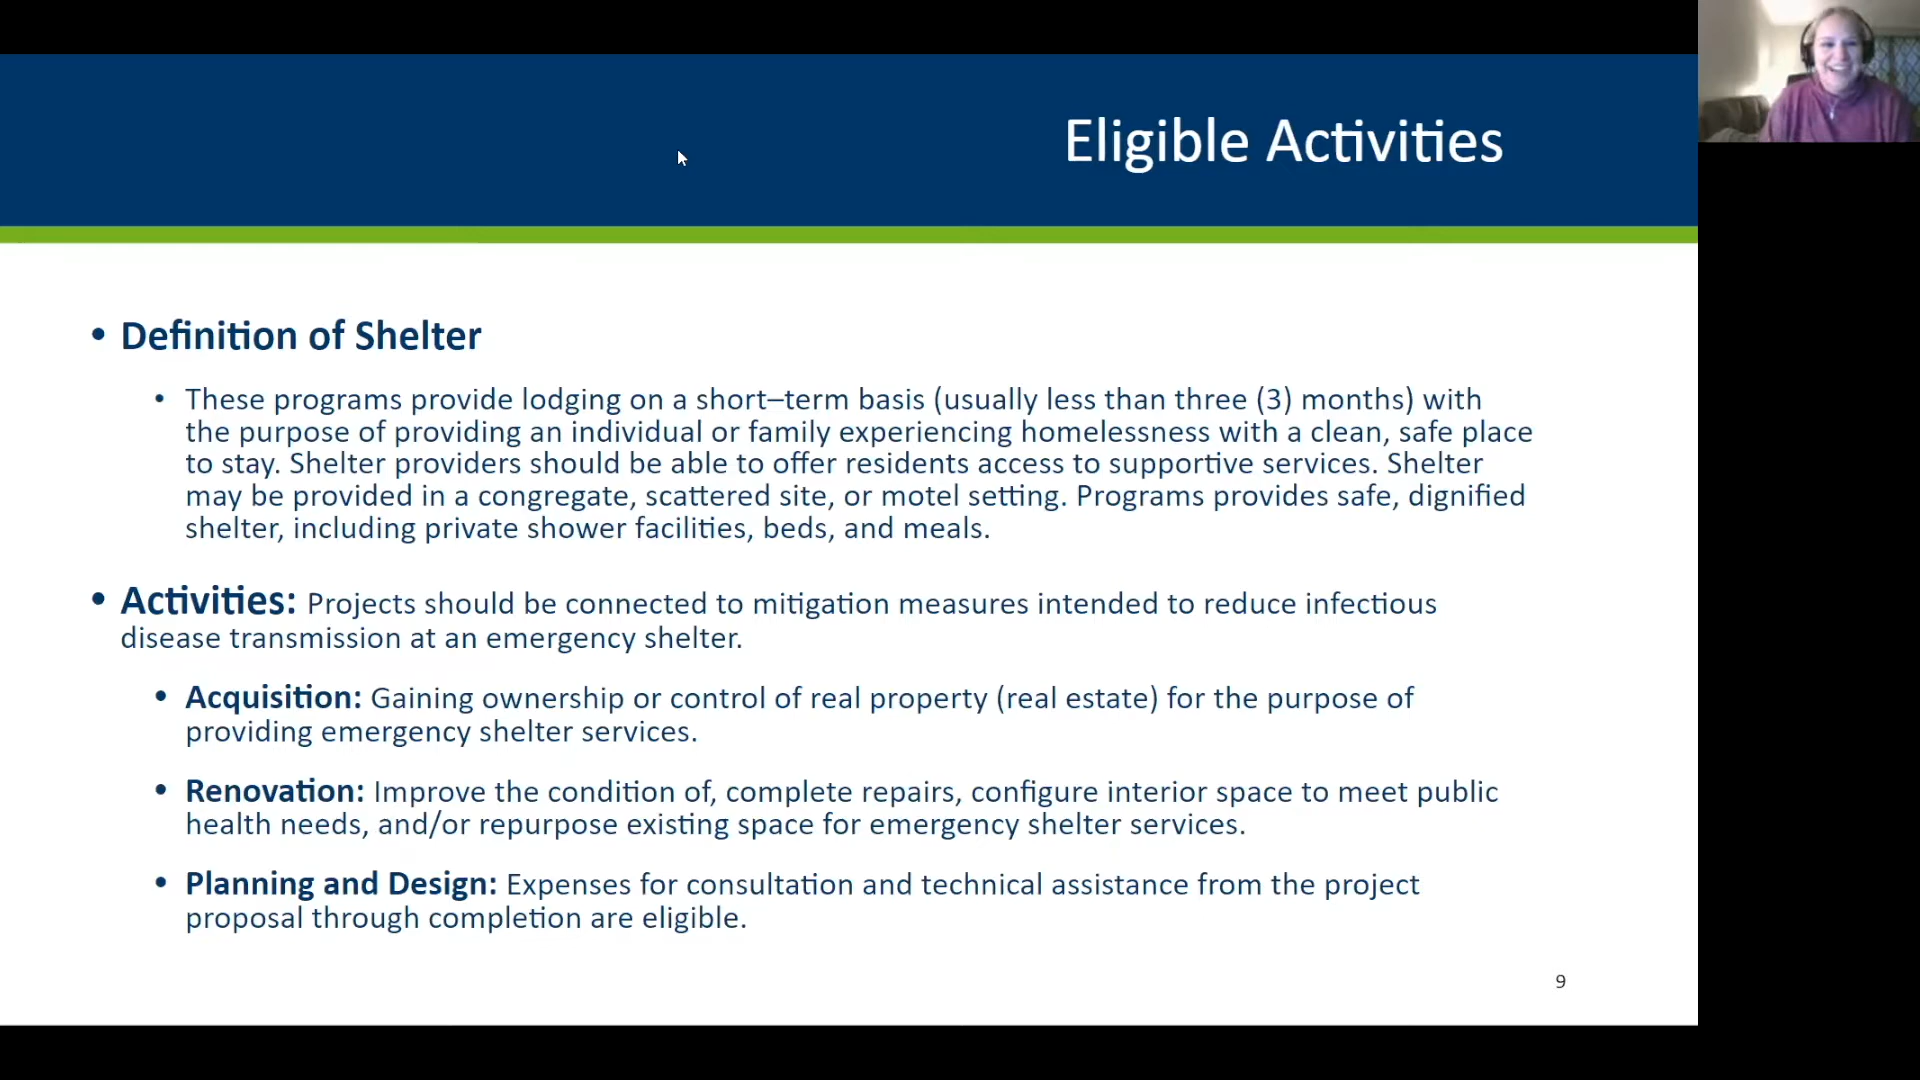 Eligible Activities
• Definition of Shelter
• These programs provide lodging on a short–term basis (usually less than three (3) months) with
the purpose of providing an individual or family experiencing homelessness with a clean, safe place
to stay. Shelter providers should be able to offer residents access to supportive services. Shelter
may be provided in a congregate, scattered site, or motel setting. Programs provides safe, dignified
shelter, including private shower facilities, beds, and meals.
• Activities: Projects should be connected to mitigation measures intended to reduce infectious
disease transmission at an emergency shelter.
• Acquisition: Gaining ownership or control of real property (real estate) for the purpose of
providing emergency shelter services.
• Renovation: Improve the condition of, complete repairs, configure interior space to meet public
health needs, and/or repurpose existing space for emergency shelter services.
• Planning and Design: Expenses for consultation and technical assistance from the project
proposal through completion are eligible.
9